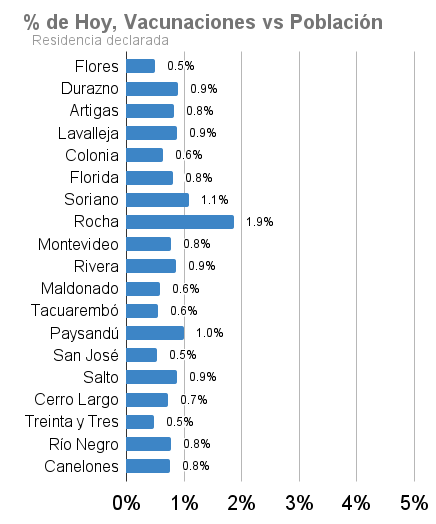 % de Hoy, Vacunaciones vs Población
Residencia declarada
Flores 0.5%
Durazno 0.9%
Artigas 0.8%
Lavalleja 0.9%
Colonia 0.6%
Florida 0.8%
Soriano 1.1%
Rocha 1.9%
Montevideo 0.8%
Rivera 0.9%
Maldonado 0.6%
Tacuarembó 0.6%
Paysandú 1.0%
San José 0.5%
Salto 0.9%
Cerro Largo 0.7%
Treinta y Tres 0.5%
Río Negro 0.8%
Canelones 0.8%
0% 1% 2% 3% 4% 5%